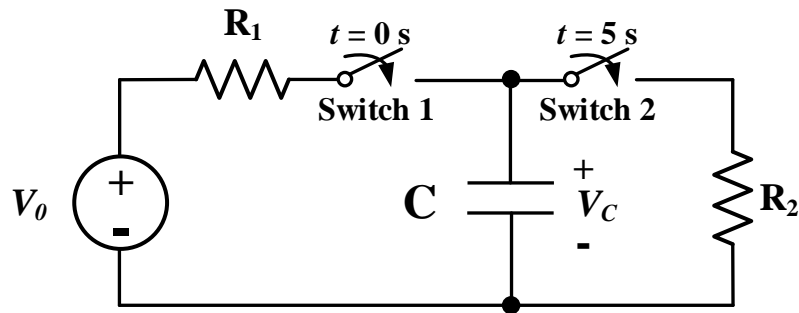 R1
t = 0 s
t = 5 s
Switch 1
Switch 2
V0
+
-
C
+
VC
-
R2